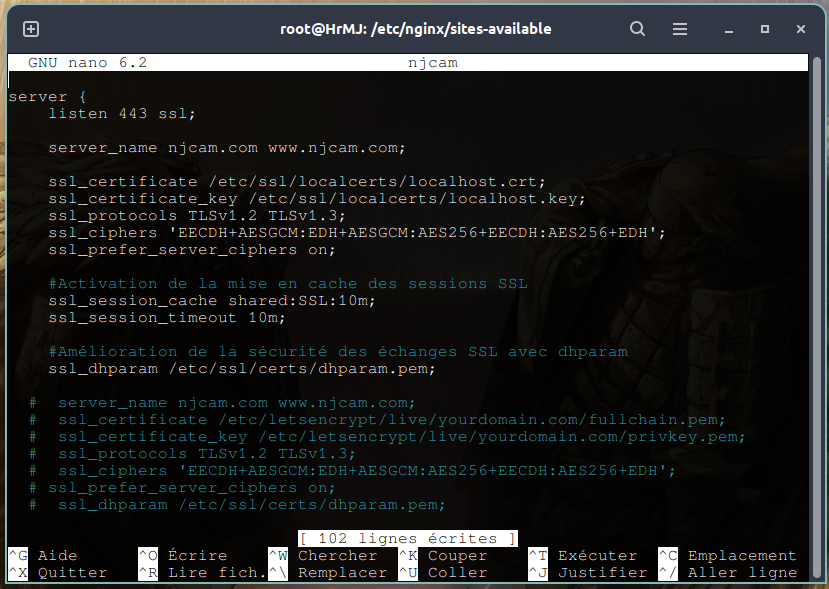 root@HrMJ: /etc/nginx/sites-available
GNU nano 6.2 njcam
server {
listen 443 ssl;
server_name njcam.com www.njcam.com;
ssl_certificate /etc/ssl/localcerts/localhost.crt;
ssl_certificate_key /etc/ssl/localcerts/localhost.key;
ssl_protocols TLSv1.2 TLSv1.3;
ssl_ciphers 'EECDH+AESGCM:EDH+AESGCM:AES256+EECDH:AES256+EDH';
ssl_prefer_server_ciphers on;
#Activation de la mise en cache des sessions SSL
ssl_session_cache shared:SSL:10m;
ssl_session_timeout 10m;
#Amélioration de la sécurité des échanges SSL avec dhparam
ssl_dhparam /etc/ssl/certs/dhparam.pem;
# server_name njcam.com www.njcam.com;
# ssl_certificate /etc/letsencrypt/live/yourdomain.com/fullchain.pem;
# ssl_certificate_key /etc/letsencrypt/live/yourdomain.com/privkey.pem;
# ssl_protocols TLSv1.2 TLSv1.3;
# ssl_ciphers 'EECDH+AESGCM:EDH+AESGCM:AES256+EECDH:AES256+EDH';
# ssl_prefer_server_ciphers on;
# ssl_dhparam /etc/ssl/certs/dhparam.pem;
[ 102 lignes écrites ]
^G Aide ^O Écrire ^W Chercher ^K Couper ^T Exécuter ^C Emplacement
^X Quitter ^R Lire fich. ^\ Remplacer ^U Coller ^J Justifier ^/ Aller ligne